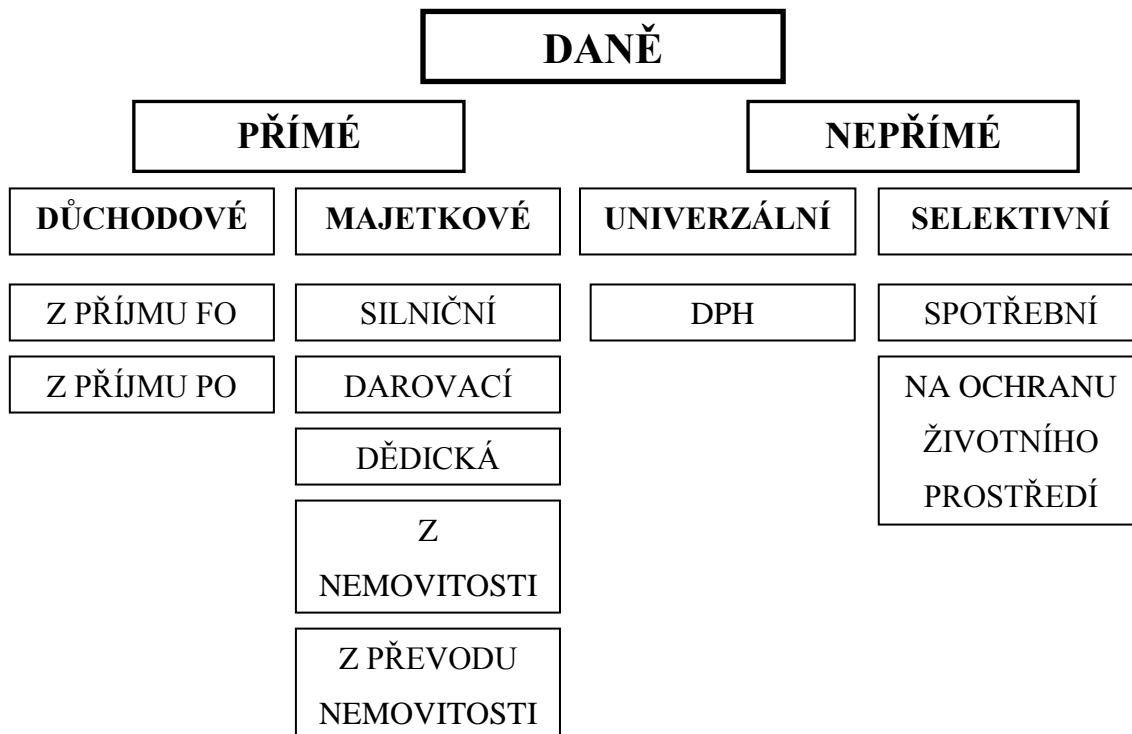 DANĚ
PŘÍMÉ
NEPŘÍMÉ
DŮCHODOVÉ
MAJETKOVÉ
UNIVERZÁLNÍ
SELEKTIVNÍ
Z PŘÍJMU FO
SILNIČNÍ
DPH
SPOTŘEBNÍ
Z PŘÍJMU PO
DAROVACÍ
NA OCHRANU
ŽIVOTNÍHO
PROSTŘEDÍ
DĚDICKÁ
Z
NEMOVITOSTI
Z PŘEVODU
NEMOVITOSTI